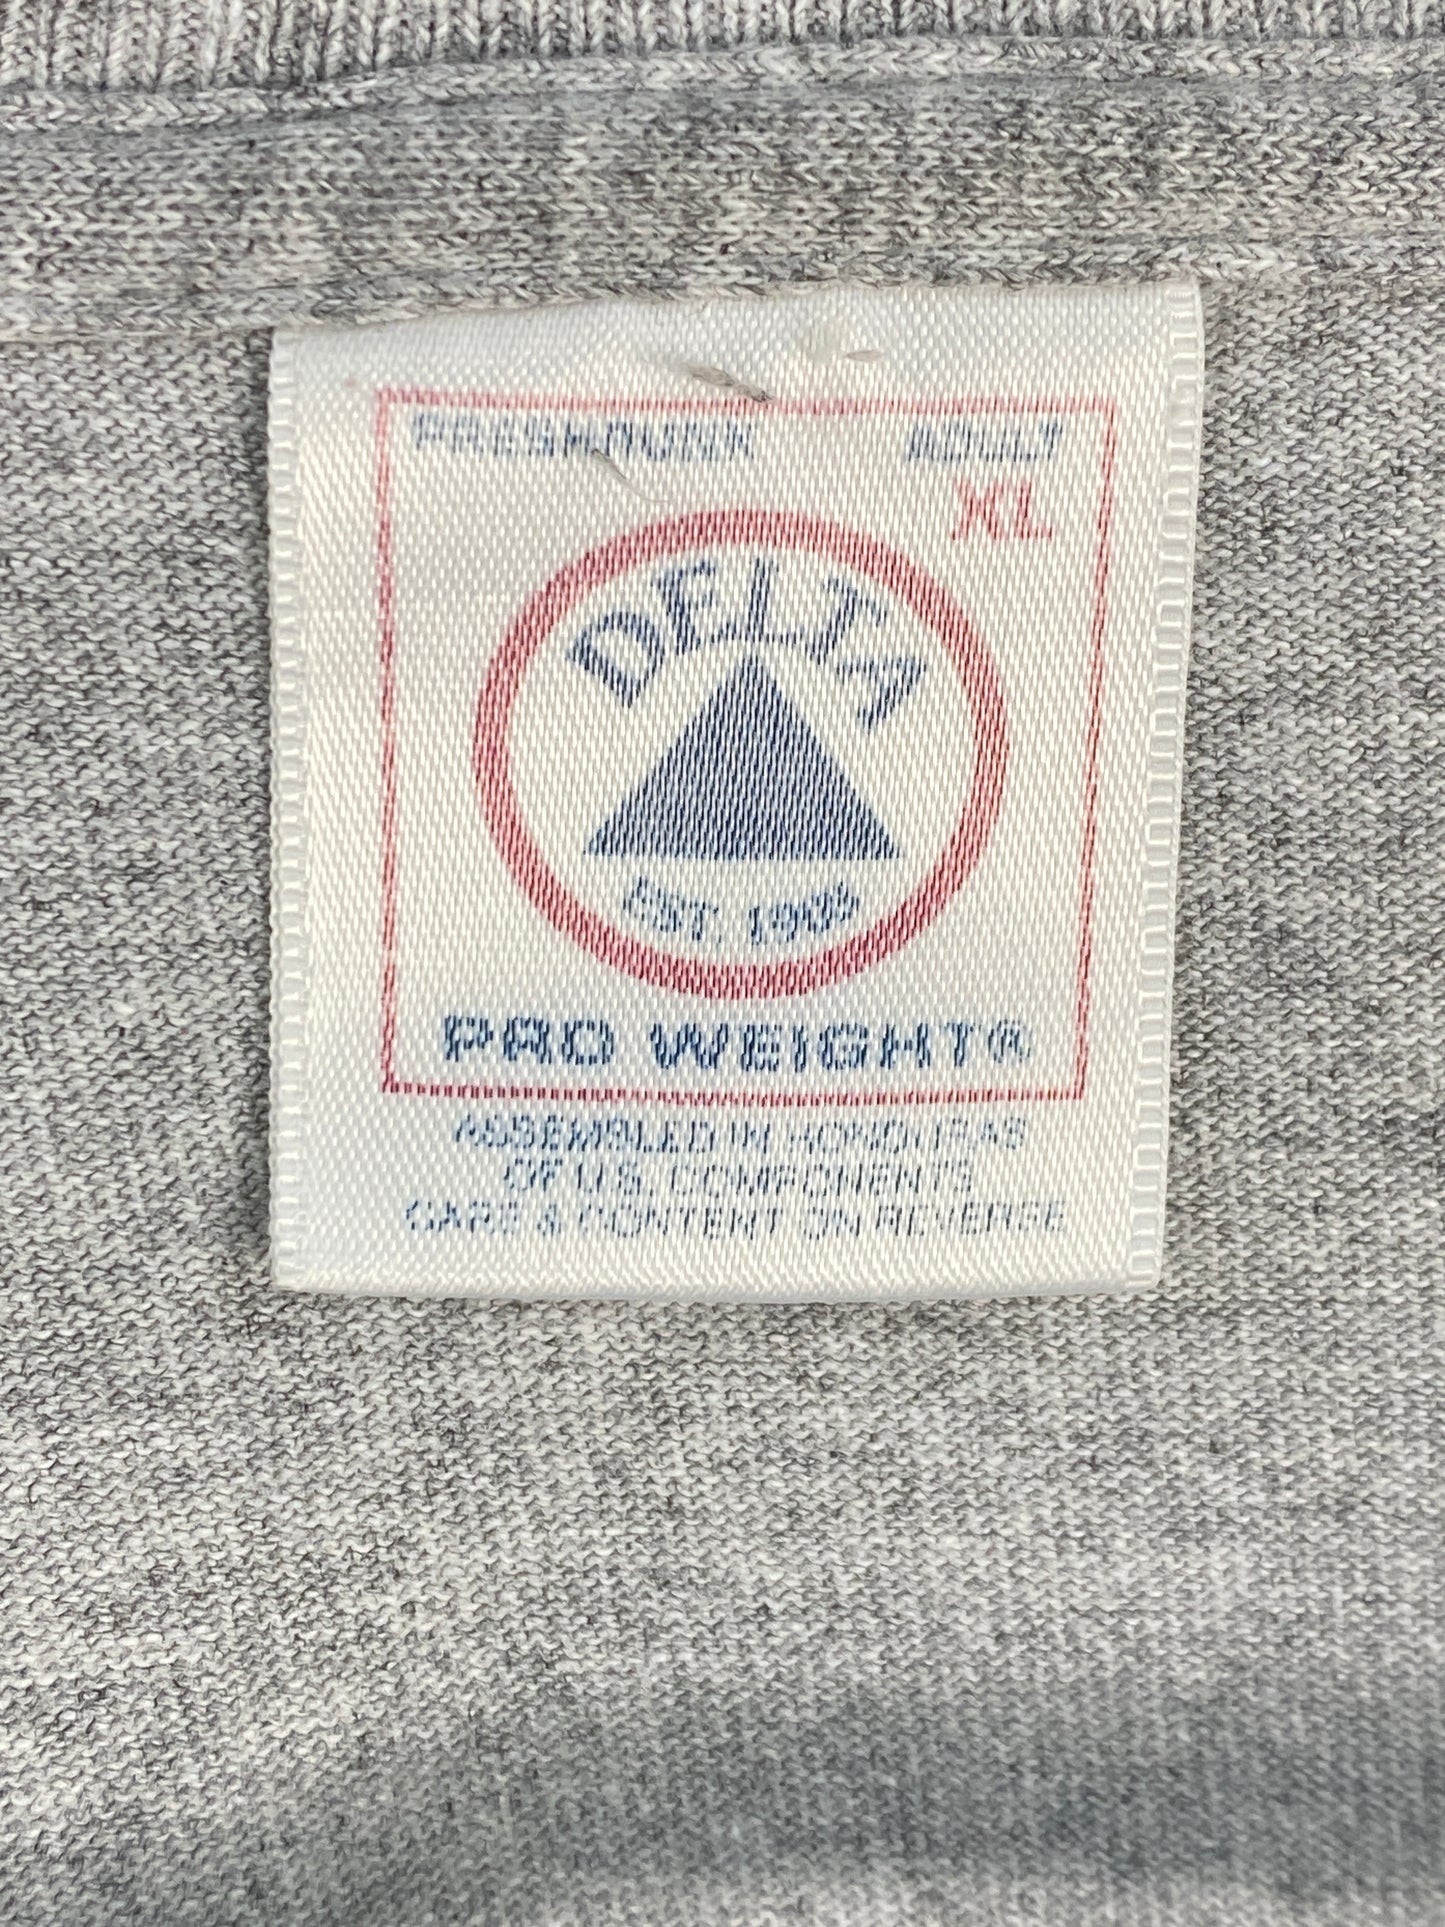 PRESHRUNK ADULT
XL
DELTA
EST. 1903
PRO WEIGHT®
ASSEMBLED IN HONDURAS
OF U.S. COMPONENTS
CARE & CONTENT ON REVERSE